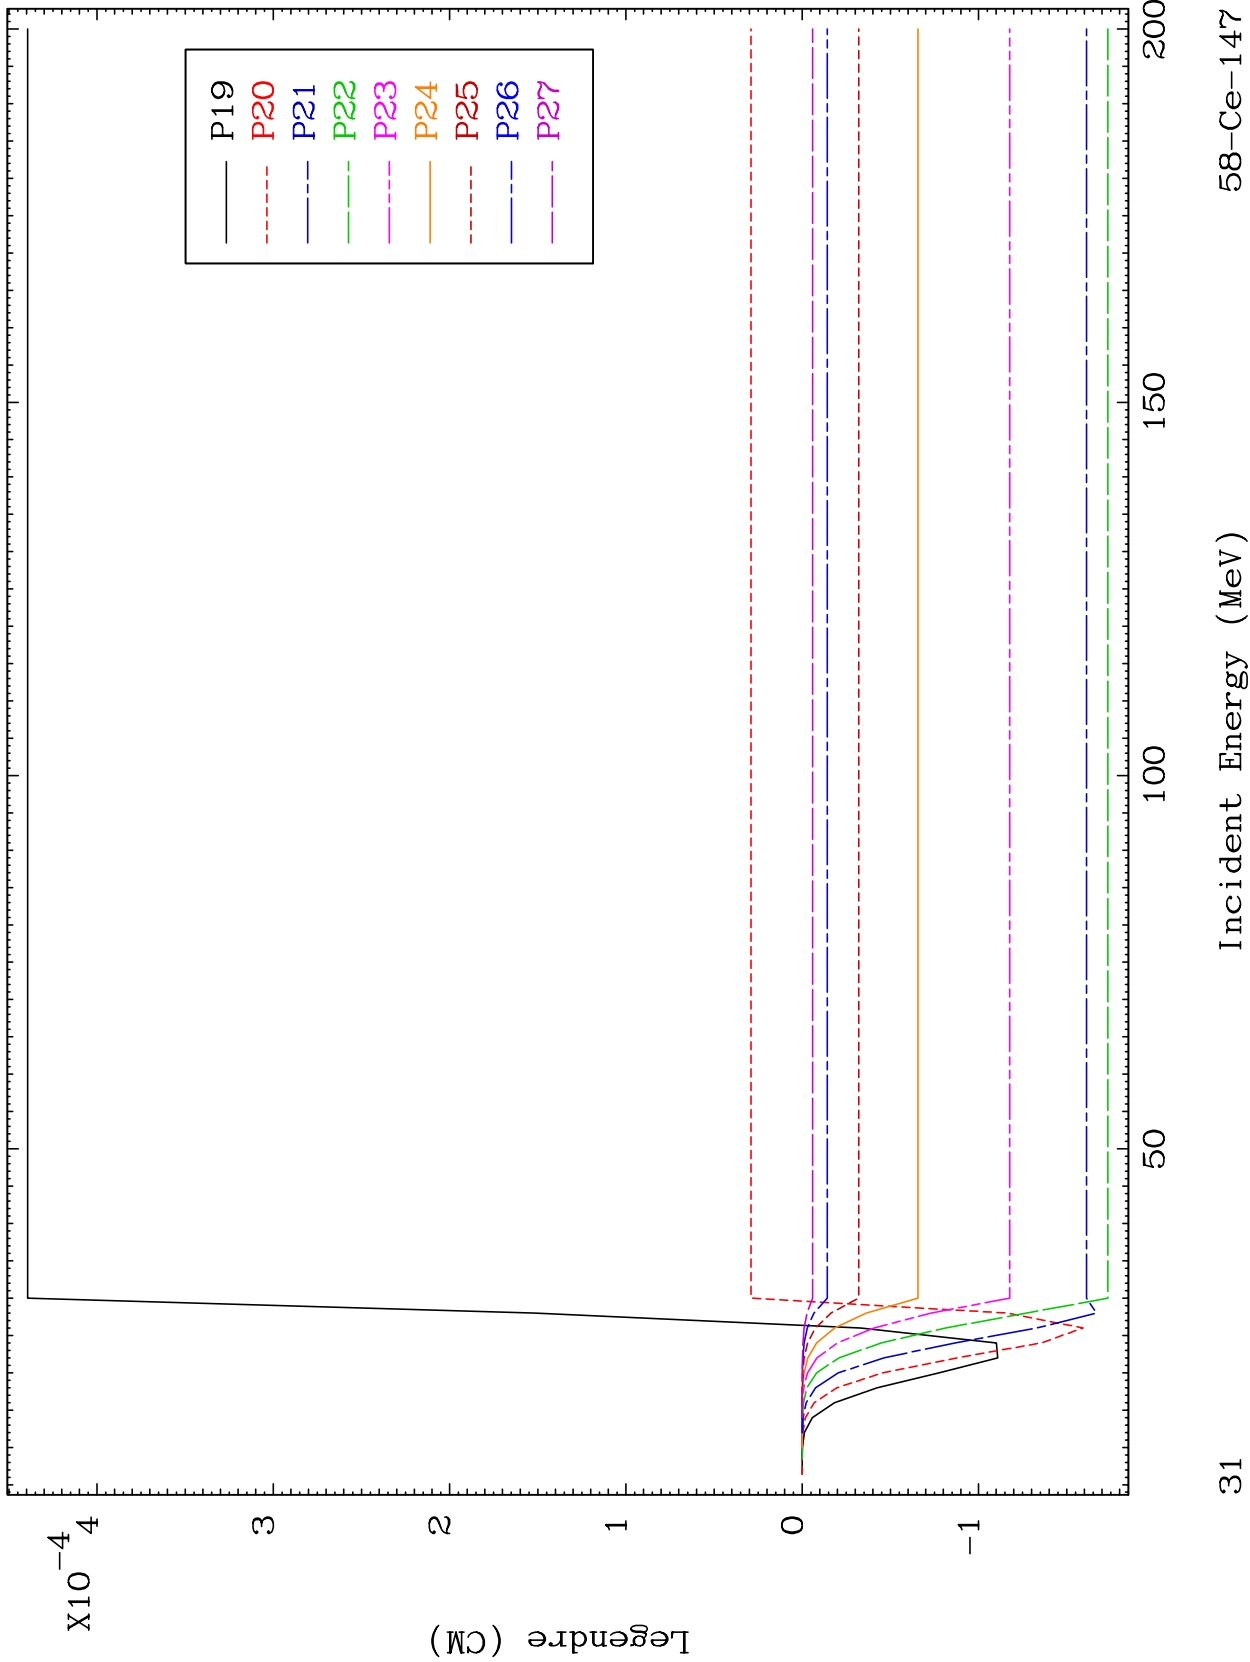 X10⁻⁴
4
3
2
1
0
-1
Legendre (CM)
P19
P20
P21
P22
P23
P24
P25
P26
P27
50
100
150
200
Incident Energy (MeV)
31
58-Ce-147